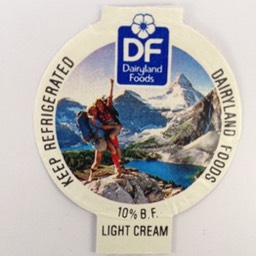 DF
Dairyland
Foods
KEEP REFRIGERATED
DAIRYLAND FOODS
10% B.F.
LIGHT CREAM